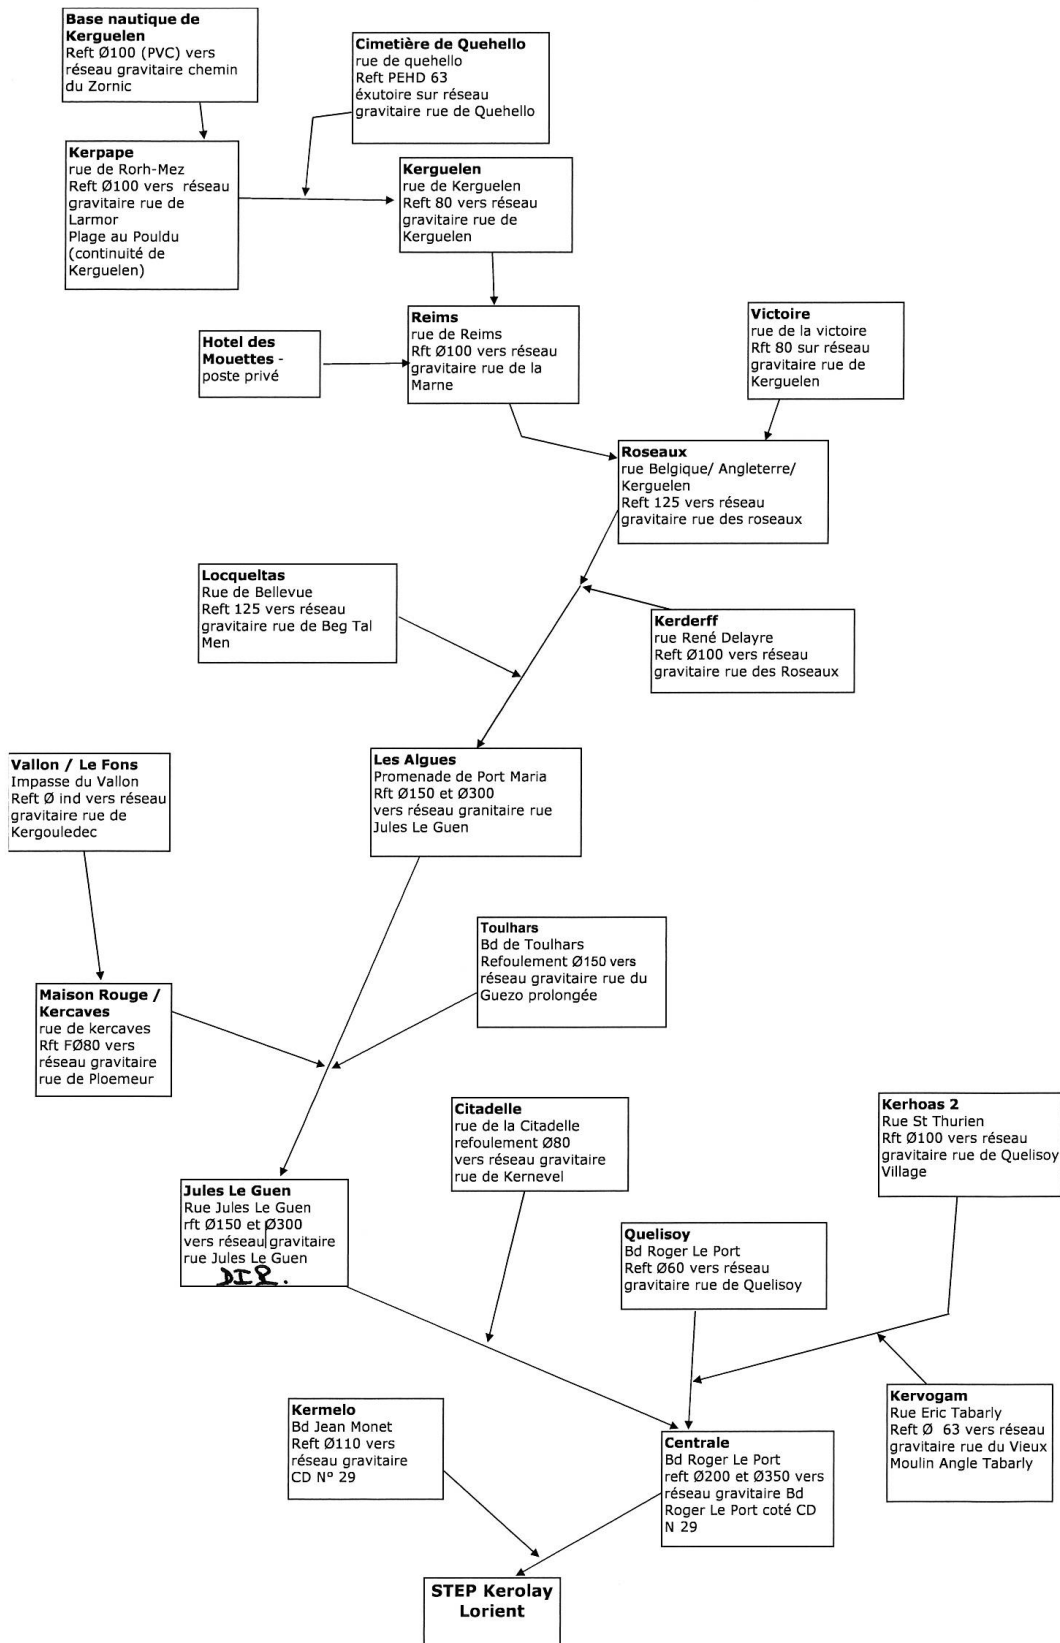 Base nautique de
Kerguelen
Reft Ø100 (PVC) vers
réseau gravitaire chemin
du Zornic
Cimetière de Quehello
rue de quehello
Reft PEHD 63
éxutoire sur réseau
gravitaire rue de Quehello
Kerpape
rue de Rorh-Mez
Reft Ø100 vers réseau
gravitaire rue de
Larmor
Plage au Pouldu
(continuité de
Kerguelen)
Kerguelen
rue de Kerguelen
Reft 80 vers réseau
gravitaire rue de
Kerguelen
Hotel des
Mouettes -
poste privé
Reims
rue de Reims
Rft Ø100 vers réseau
gravitaire rue de la
Marne
Victoire
rue de la victoire
Rft 80 sur réseau
gravitaire rue de
Kerguelen
Roseaux
rue Belgique/ Angleterre/
Kerguelen
Reft 125 vers réseau
gravitaire rue des roseaux
Locqueltas
Rue de Bellevue
Reft 125 vers réseau
gravitaire rue de Beg Tal
Men
Kerderff
rue René Delayre
Reft Ø100 vers réseau
gravitaire rue des Roseaux
Vallon / Le Fons
Impasse du Vallon
Reft Ø ind vers réseau
gravitaire rue de
Kergouledec
Les Algues
Promenade de Port Maria
Rft Ø150 et Ø300
vers réseau granitaire rue
Jules Le Guen
Toulhars
Bd de Toulhars
Refoulement Ø150 vers
réseau gravitaire rue du
Guezo prolongée
Maison Rouge /
Kercaves
rue de kercaves
Rft FØ80 vers
réseau gravitaire
rue de Ploemeur
Citadelle
rue de la Citadelle
refoulement Ø80
vers réseau gravitaire
rue de Kernevel
Kerhoas 2
Rue St Thurien
Rft Ø100 vers réseau
gravitaire rue de Quelisoy
Village
Jules Le Guen
Rue Jules Le Guen
rft Ø150 et Ø300
vers réseau gravitaire
rue Jules Le Guen
DIP.
Quelisoy
Bd Roger Le Port
Reft Ø60 vers réseau
gravitaire rue de Quelisoy
Kermelo
Bd Jean Monet
Reft Ø110 vers
réseau gravitaire
CD N° 29
Centrale
Bd Roger Le Port
reft Ø200 et Ø350 vers
réseau gravitaire Bd
Roger Le Port coté CD
N 29
Kervogam
Rue Eric Tabarly
Reft Ø 63 vers réseau
gravitaire rue du Vieux
Moulin Angle Tabarly
STEP Kerolay
Lorient